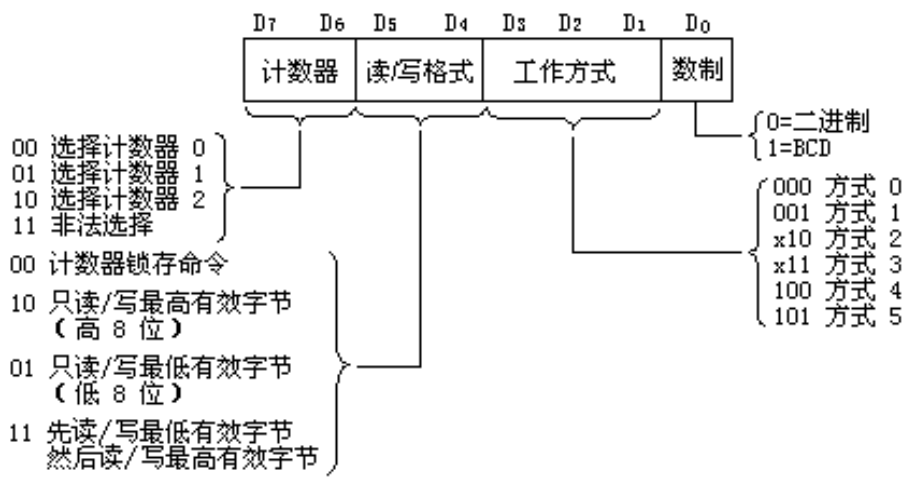 D7 D6 D5 D4 D3 D2 D1 D0
计数器 读/写格式 工作方式 数制
0=二进制
1=BCD
00 选择计数器 0
01 选择计数器 1
10 选择计数器 2
11 非法选择
000 方式 0
001 方式 1
x10 方式 2
x11 方式 3
100 方式 4
101 方式 5
00 计数器锁存命令
10 只读/写最高有效字节
(高 8 位)
01 只读/写最低有效字节
(低 8 位)
11 先读/写最低有效字节
然后读/写最高有效字节